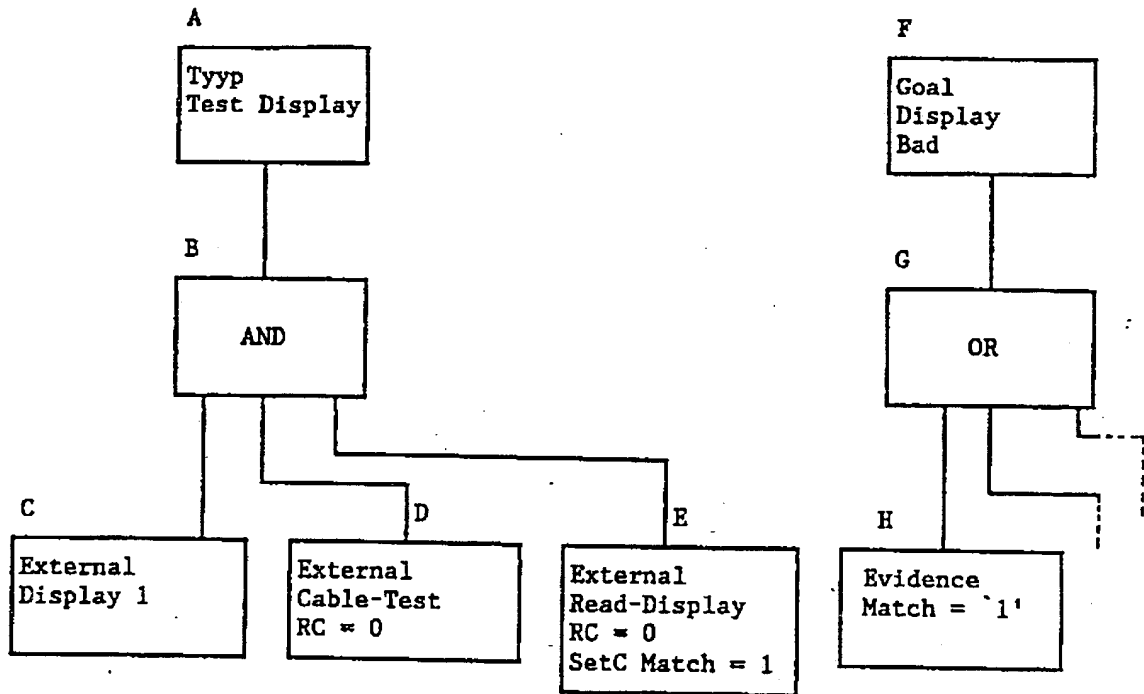 A
Tyyp
Test Display
B
AND
C
External
Display 1
D
External
Cable-Test
RC = 0
E
External
Read-Display
RC = 0
SetC Match = 1
F
Goal
Display
Bad
G
OR
H
Evidence
Match = `1'